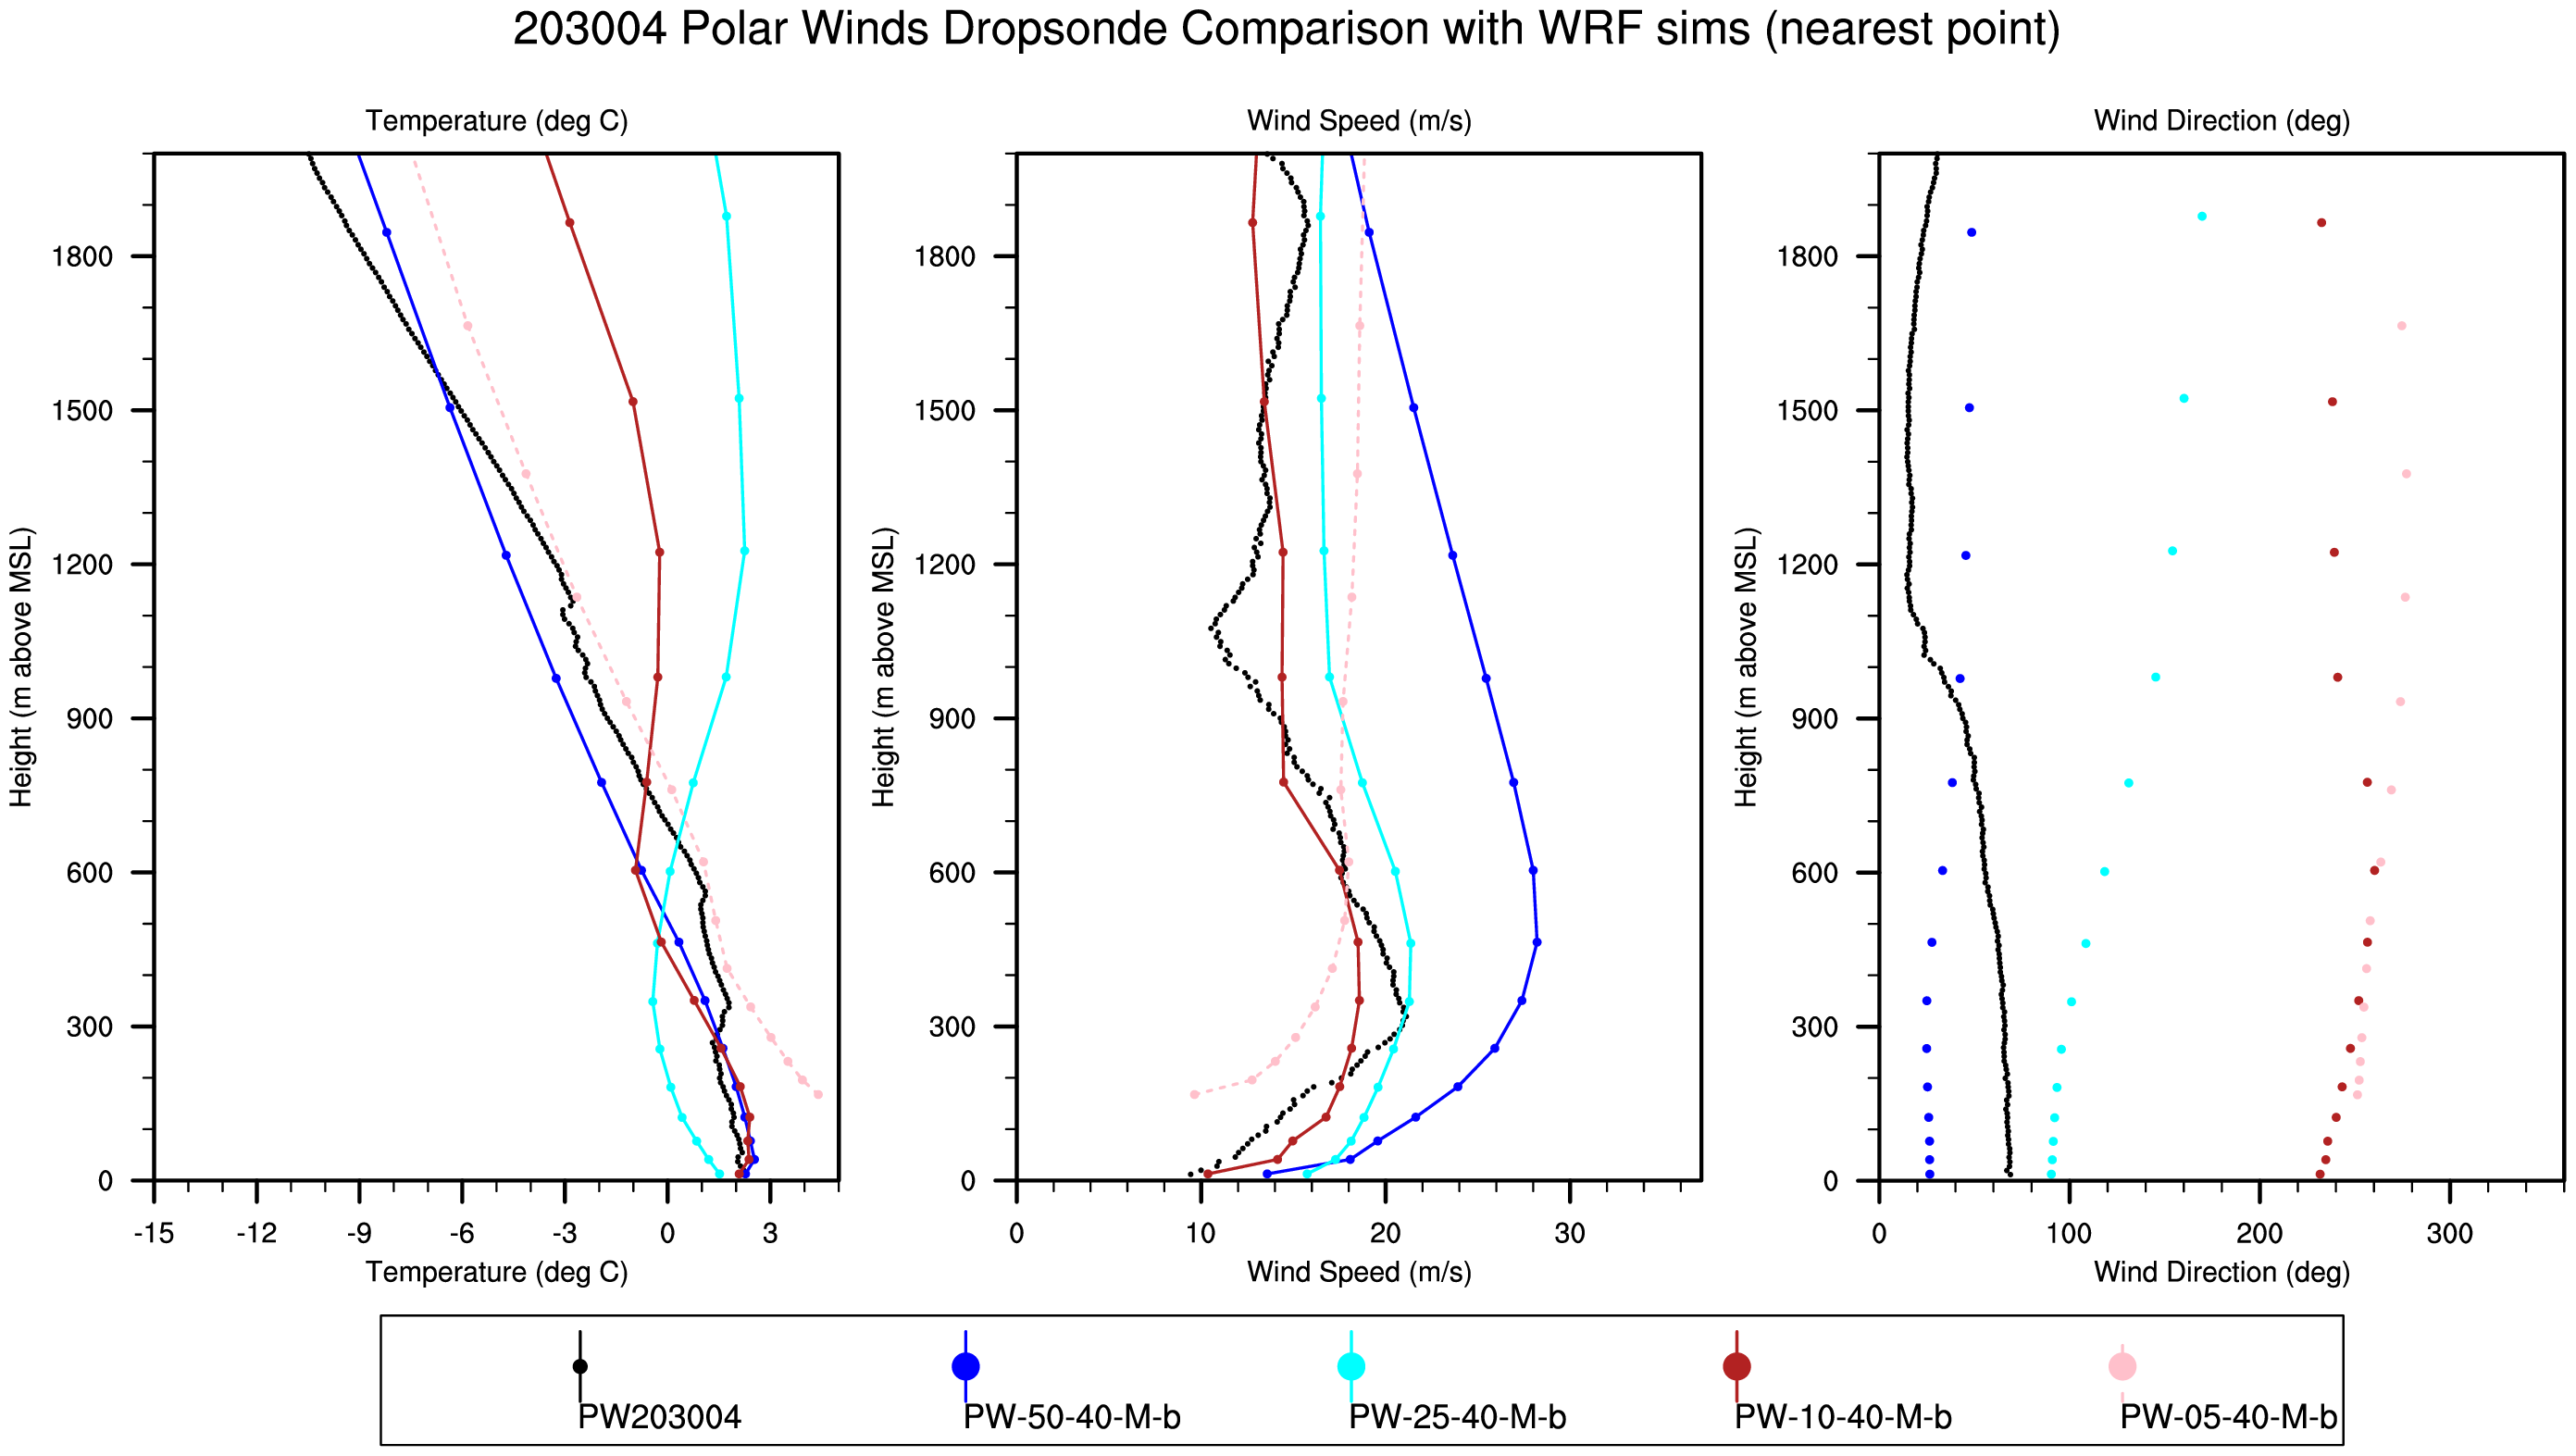 203004 Polar Winds Dropsonde Comparison with WRF sims (nearest point)
Temperature (deg C)
Wind Speed (m/s)
Wind Direction (deg)
1800
1500
1200
900
600
300
0
Height (m above MSL)
-15 -12 -9 -6 -3 0 3
Temperature (deg C)
1800
1500
1200
900
600
300
0
Height (m above MSL)
0 10 20 30
Wind Speed (m/s)
1800
1500
1200
900
600
300
0
Height (m above MSL)
0 100 200 300
Wind Direction (deg)
PW203004
PW-50-40-M-b
PW-25-40-M-b
PW-10-40-M-b
PW-05-40-M-b